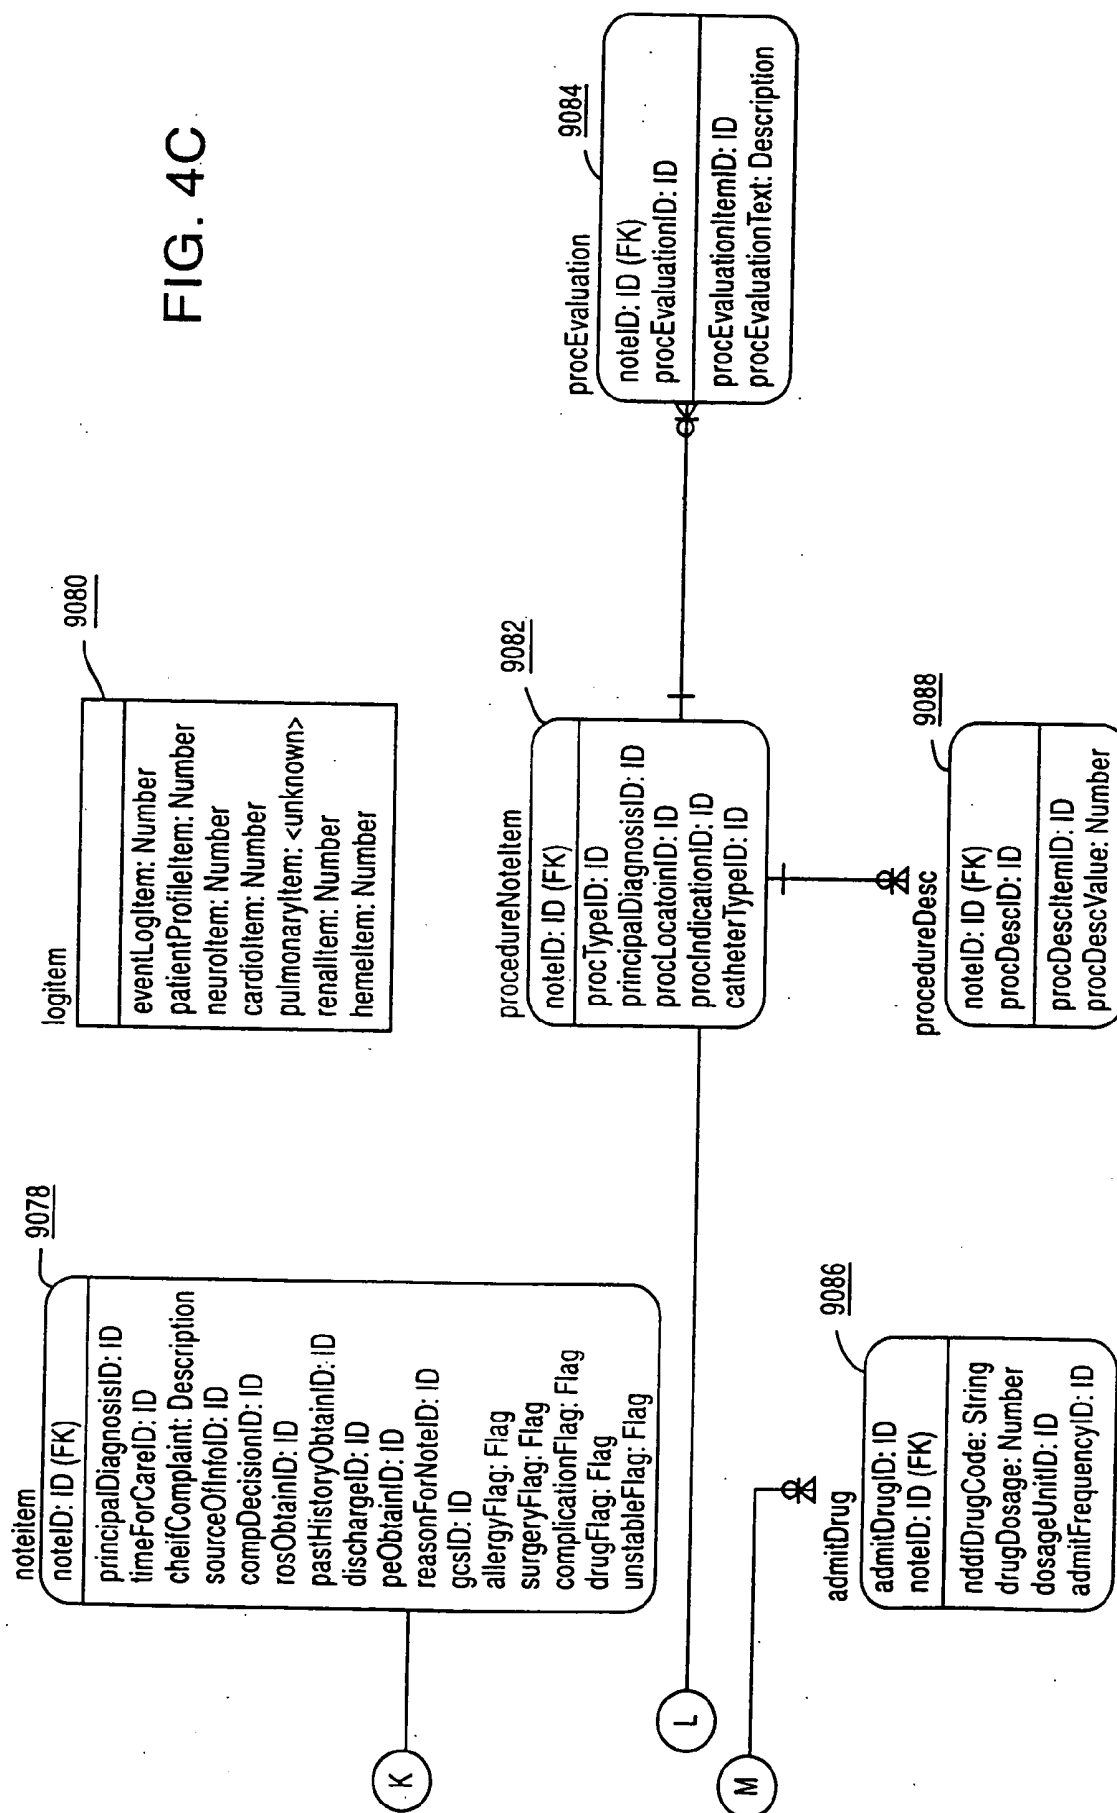 FIG. 4C
noteitem
9078
noteID: ID (FK)
principalDiagnosisID: ID
timeForCareID: ID
cheifComplaint: Description
sourceOfInfoID: ID
compDecisionID: ID
rosObtainID: ID
pastHistoryObtainID: ID
dischargeID: ID
peObtainID: ID
reasonForNoteID: ID
gcsID: ID
allergyFlag: Flag
surgeryFlag: Flag
complicationFlag: Flag
drugFlag: Flag
unstableFlag: Flag
K
logitem
9080
eventLogItem: Number
patientProfileItem: Number
neuroItem: Number
cardioItem: Number
pulmonaryItem: <unknown>
renalItem: Number
hemeItem: Number
procedureNoteItem
9082
noteID: ID (FK)
procTypeID: ID
principalDiagnosisID: ID
procLocatoinID: ID
procIndicationID: ID
catheterTypeID: ID
L
procEvaluation
9084
noteID: ID (FK)
procEvaluationID: ID
procEvaluationItemID: ID
procEvaluationText: Description
M
admitDrug
9086
admitDrugID: ID
noteID: ID (FK)
nddfDrugCode: String
drugDosage: Number
dosageUnitID: ID
admitFrequencyID: ID
procedureDesc
9088
noteID: ID (FK)
procDescID: ID
procDescItemID: ID
procDescValue: Number